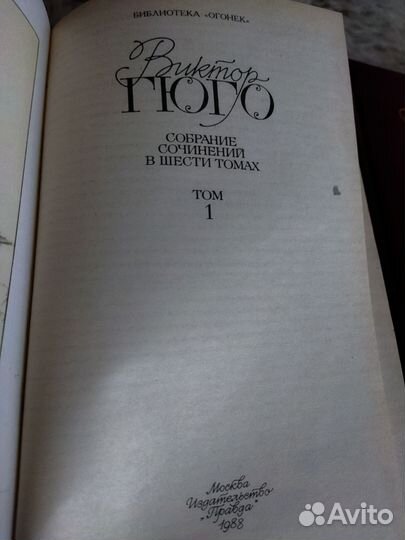 БИБЛИОТЕКА «ОГОНЕК»
Виктор
ГЮГО
СОБРАНИЕ
СОЧИНЕНИЙ
В ШЕСТИ ТОМАХ
ТОМ
1
Москва
Издательство
„Правда“
1988
Avito